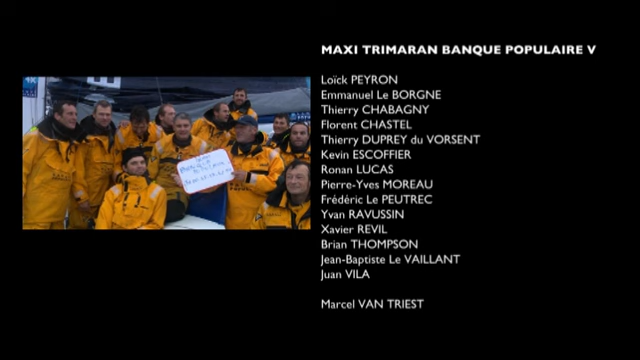 MAXI TRIMARAN BANQUE POPULAIRE V
Loïck PEYRON
Emmanuel Le BORGNE
Thierry CHABAGNY
Florent CHASTEL
Thierry DUPREY du VORSENT
Kevin ESCOFFIER
Ronan LUCAS
Pierre-Yves MOREAU
Frédéric Le PEUTREC
Yvan RAVUSSIN
Xavier REVIL
Brian THOMPSON
Jean-Baptiste Le VAILLANT
Juan VILA
Marcel VAN TRIEST